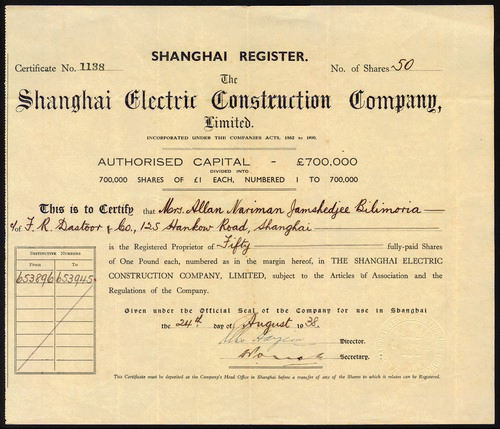 SHANGHAI REGISTER.
Certificate No. 1138 No. of Shares 50
The
Shanghai Electric Construction Company,
Limited.
INCORPORATED UNDER THE COMPANIES ACTS, 1862 to 1900.
AUTHORISED CAPITAL - £700,000
DIVIDED INTO
700,000 SHARES OF £1 EACH, NUMBERED 1 TO 700,000
This is to Certify that Mrs. Allan Nariman Jamshedjee Bilimoria
c/o of F. R. Dastoor & Co., 125 Hankow Road, Shanghai
is the Registered Proprietor of Fifty fully-paid Shares
of One Pound each, numbered as in the margin hereof, in THE SHANGHAI ELECTRIC
CONSTRUCTION COMPANY, LIMITED, subject to the Articles of Association and the
Regulations of the Company.
DISTINCTIVE NUMBERS
FROM TO
653896 653945
Given under the Official Seal of the Company for use in Shanghai
the 24th day of August 1938.
Director.
Secretary.
This Certificate must be deposited at the Company's Head Office in Shanghai before a transfer of any of the Shares to which it relates can be Registered.